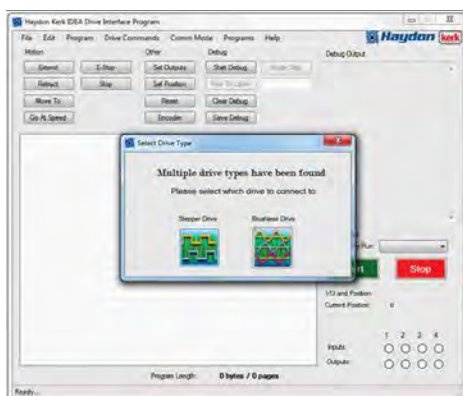 Haydon Kerk IDEA Drive Interface Program
File Edit Program Drive Commands Comm Mode Programs Help
Haydon kerk
Motion Other Debug Debug Output
Extend E-Stop Set Outputs Start Debug
Retract Stop Set Position
Move To Reset Clear Debug
Go At Speed Encoder Save Debug
Select Drive Type
Multiple drive types have been found
Please select which drive to connect to:
Stepper Drive Brushless Drive
Run:
Stop
I/O and Position
Current Position: 0
1 2 3 4
Inputs:
Outputs:
Program Length: 0 bytes / 0 pages
Ready...